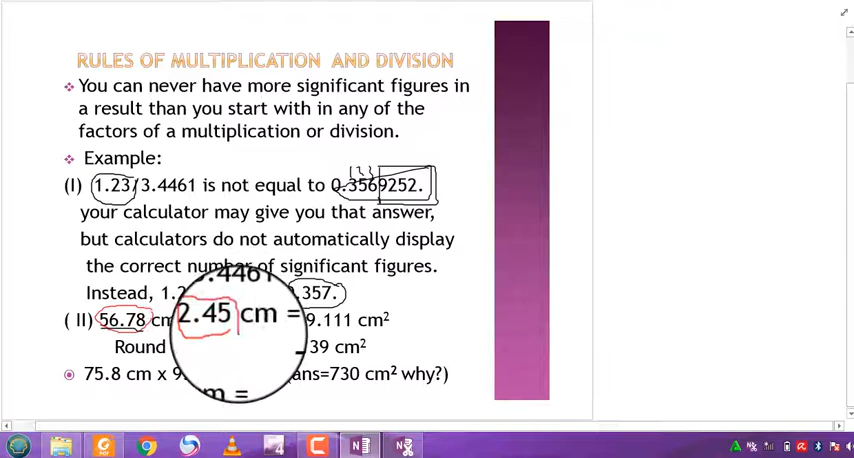 RULES OF MULTIPLICATION AND DIVISION
You can never have more significant figures in
a result than you start with in any of the
factors of a multiplication or division.
Example:
(I) 1.23/3.4461 is not equal to 0.3569252.
your calculator may give you that answer,
but calculators do not automatically display
the correct number of significant figures.
Instead, 1.2 .4461 .357.
( II) 56.78 cm 2.45 cm = 9.111 cm²
Round 39 cm²
75.8 cm x 9. m = (ans=730 cm² why?)